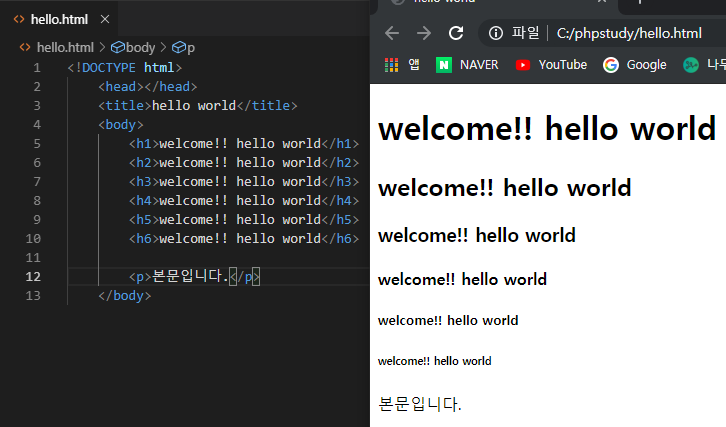 hello.html
hello.html > body > p
1 <!DOCTYPE html>
2 <head></head>
3 <title>hello world</title>
4 <body>
5 <h1>welcome!! hello world</h1>
6 <h2>welcome!! hello world</h2>
7 <h3>welcome!! hello world</h3>
8 <h4>welcome!! hello world</h4>
9 <h5>welcome!! hello world</h5>
10 <h6>welcome!! hello world</h6>
11
12 <p>본문입니다.</p>
13 </body>
hello world
파일 | C:/phpstudy/hello.html
앱 NAVER YouTube Google
welcome!! hello world
welcome!! hello world
welcome!! hello world
welcome!! hello world
welcome!! hello world
welcome!! hello world
본문입니다.